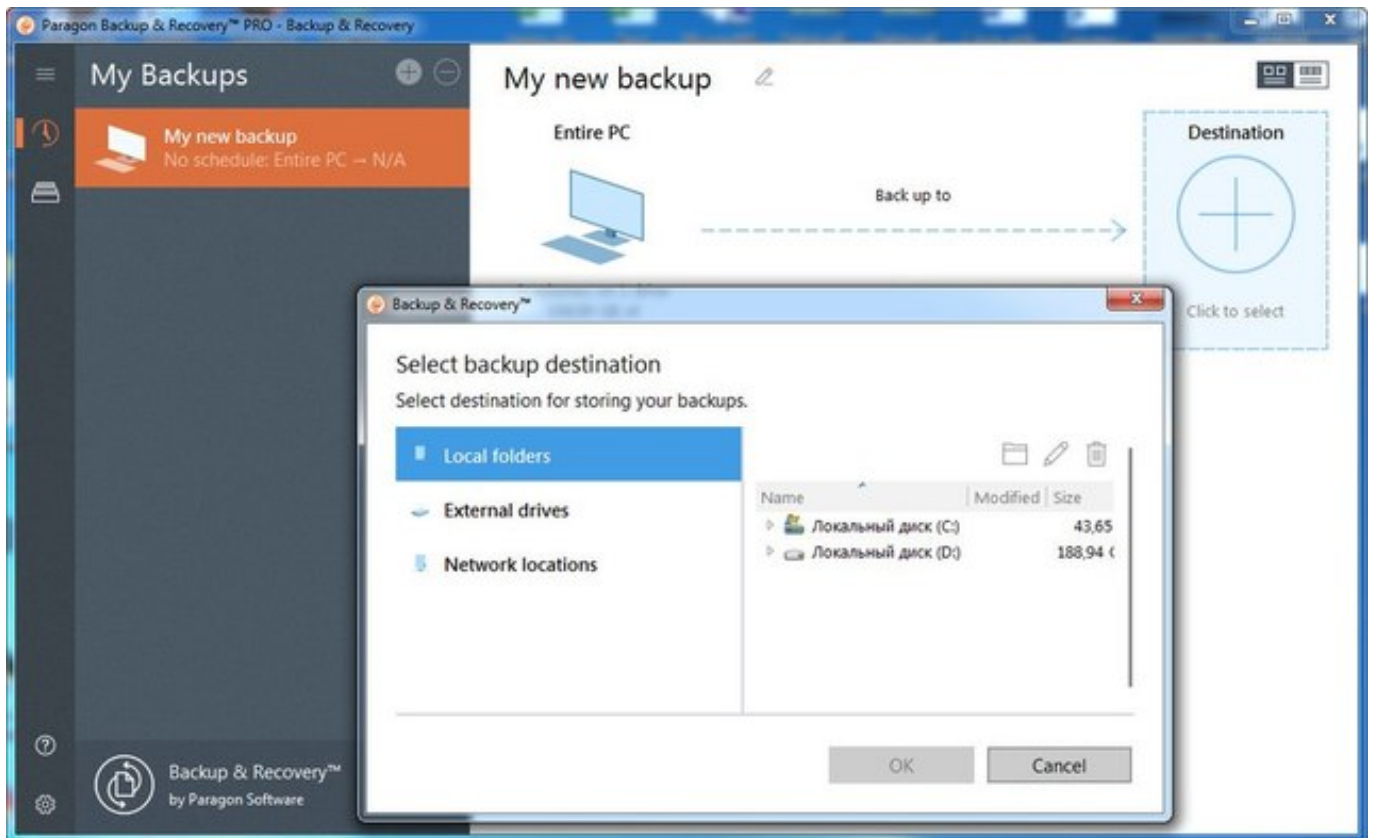 Paragon Backup & Recovery™ PRO - Backup & Recovery
My Backups
My new backup
No schedule: Entire PC → N/A
My new backup
Entire PC
Back up to
Destination
Click to select
Backup & Recovery™
Select backup destination
Select destination for storing your backups.
Local folders
External drives
Network locations
Name Modified Size
Локальный диск (C:) 43,65
Локальный диск (D:) 188,94
OK Cancel
Backup & Recovery™
by Paragon Software